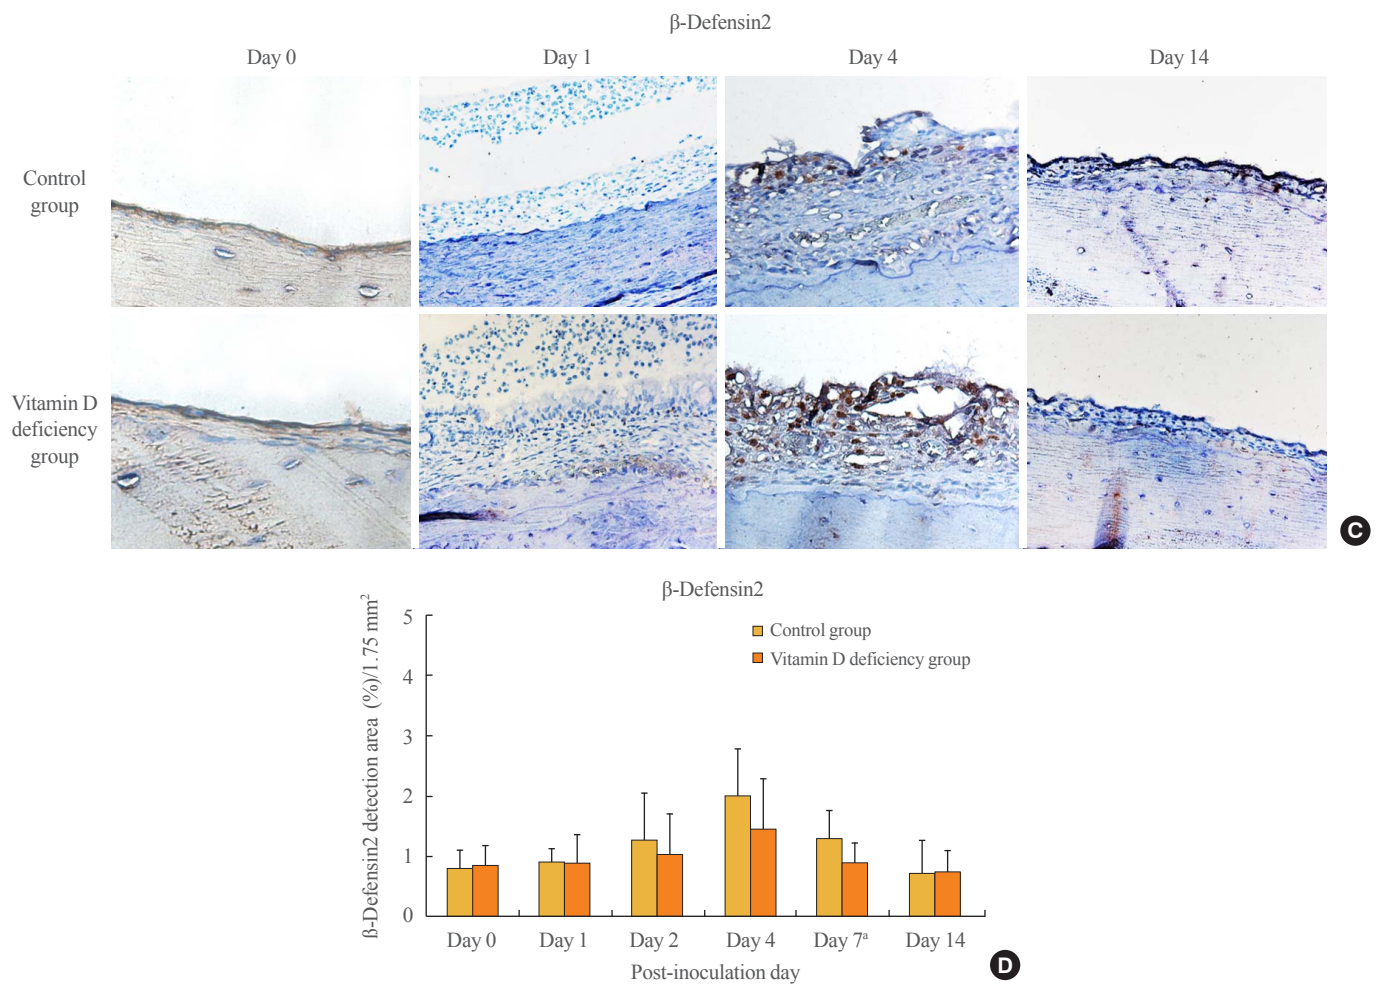 β-Defensin2
Day 0
Day 1
Day 4
Day 14
Control
group
Vitamin D
deficiency
group
C
β-Defensin2
ß-Defensin2 detection area (%)/1.75 mm²
5
4
3
2
1
0
Control group
Vitamin D deficiency group
Day 0
Day 1
Day 2
Day 4
Day 7ª
Day 14
Post-inoculation day
D